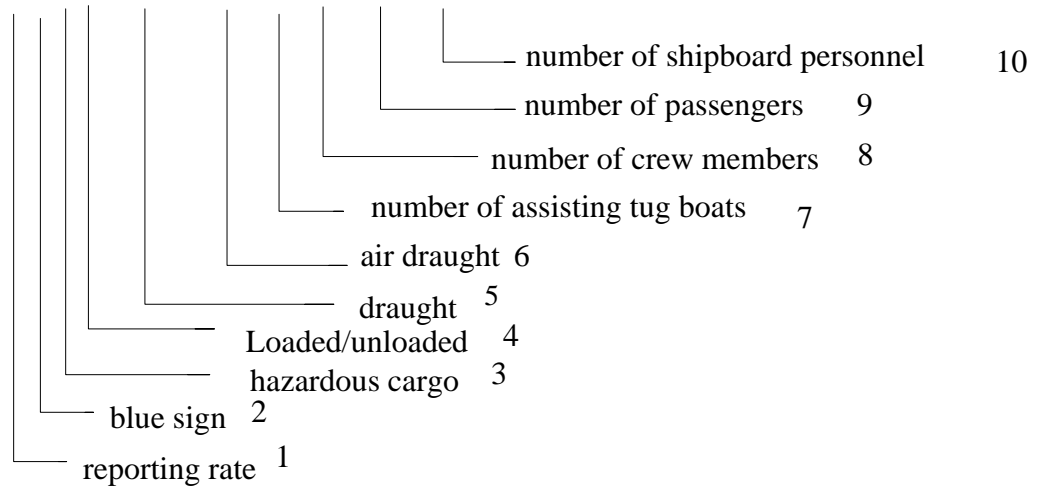 number of shipboard personnel 10
number of passengers 9
number of crew members 8
number of assisting tug boats 7
air draught 6
draught 5
Loaded/unloaded 4
hazardous cargo 3
blue sign 2
reporting rate 1